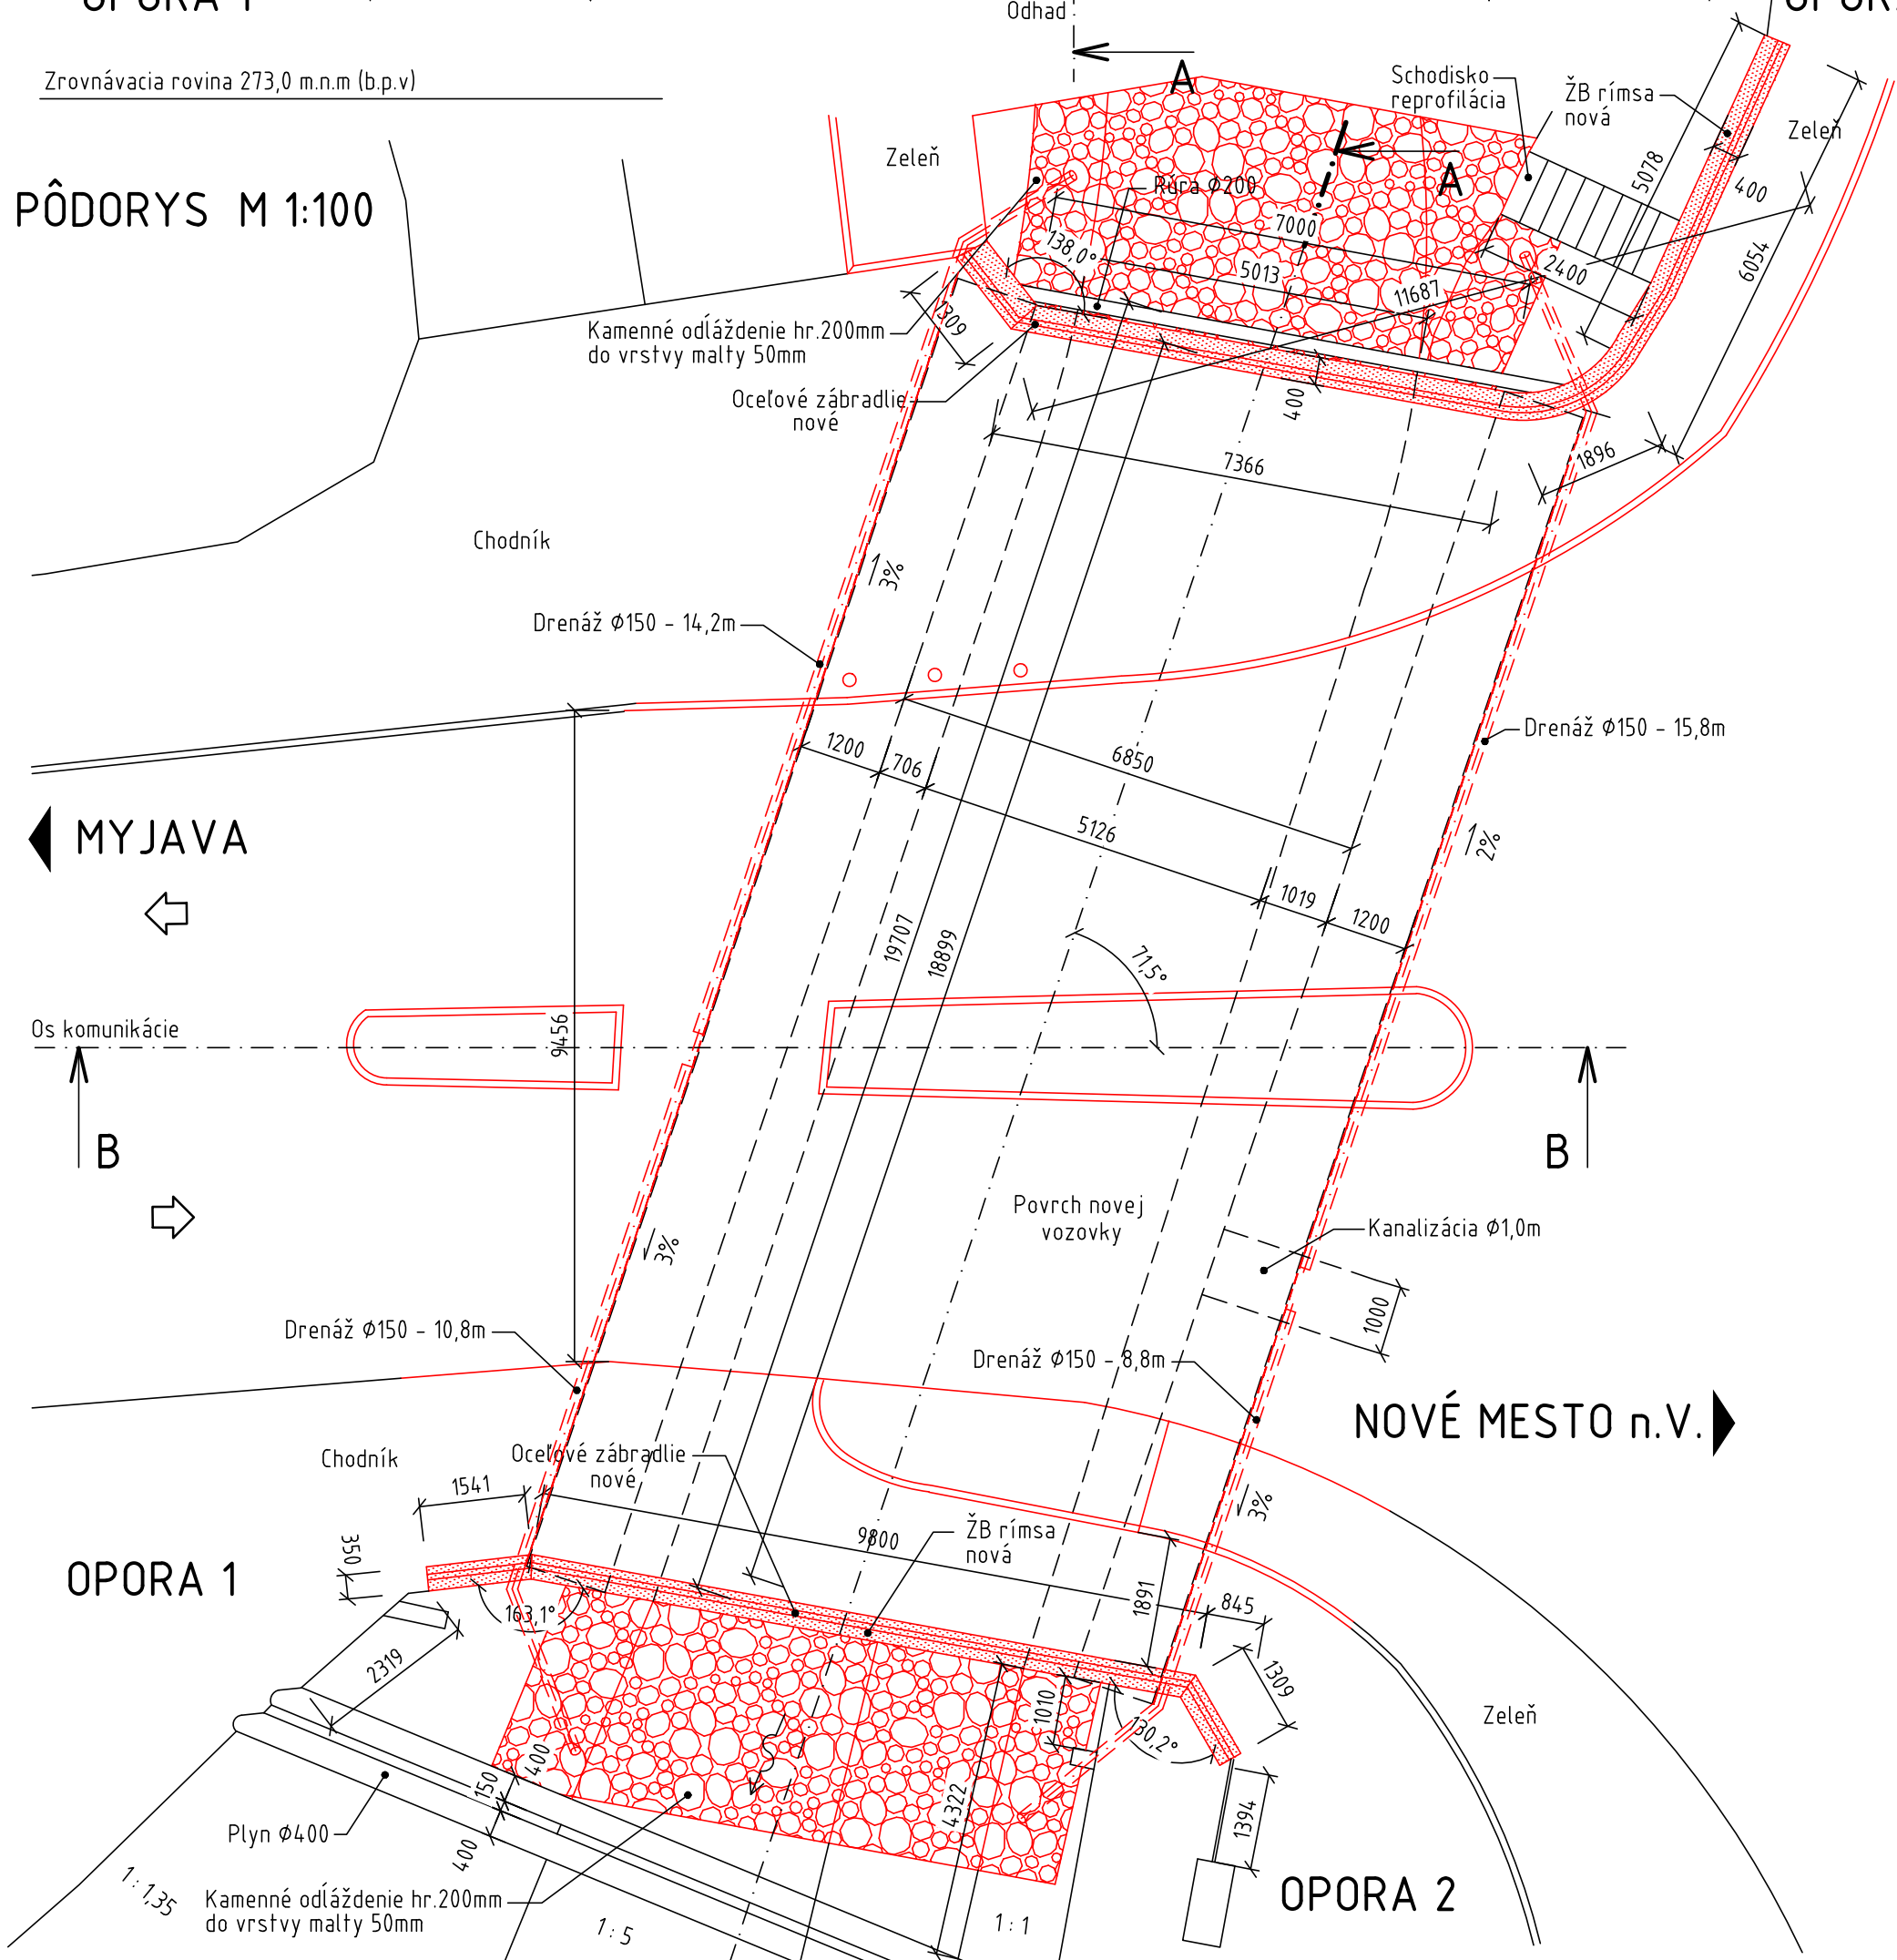 Odhad
A
Zrovnávacia rovina 273,0 m.n.m (b.p.v)
Schodisko
reprofilácia
ŽB rímsa
nová
Zeleň
Zeleň
PÔDORYS M 1:100
A
Rúra Φ200
5078
400
6054
7000
138,0°
5013
2400
11687
1309
Kamenné odĺáždenie hr.200mm
do vrstvy malty 50mm
Oceľové zábradlie
nové
400
7366
1896
Chodník
3%
Drenáž Φ150 - 14,2m
Drenáž Φ150 - 15,8m
1200
706
6850
5126
MYJAVA
2%
1019
1200
19707
18899
71,5°
Os komunikácie
9456
B
B
Povrch novej
vozovky
Kanalizácia Φ1,0m
3%
1000
Drenáž Φ150 - 10,8m
Drenáž Φ150 - 8,8m
NOVÉ MESTO n.V.
Chodník
Oceľové zábradlie
nové
1541
3%
350
9800
ŽB rímsa
nová
OPORA 1
1891
845
163,1°
2319
1309
1010
130,2°
Zeleň
400
150
4322
1394
Plyn Φ400
400
1: 1,35
Kamenné odĺáždenie hr.200mm
do vrstvy malty 50mm
1: 5
1: 1
OPORA 2